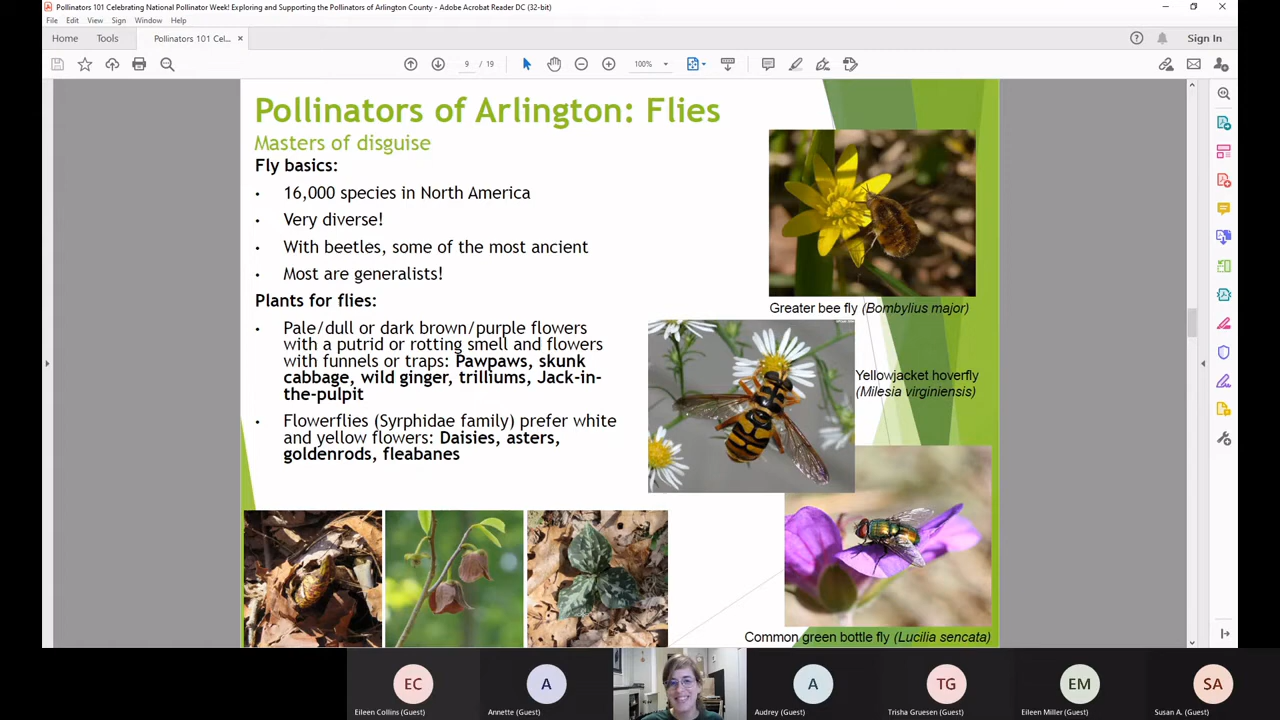 Pollinators 101 Celebrating National Pollinator Week! Exploring and Supporting the Pollinators of Arlington County - Adobe Acrobat Reader DC (32-bit)
File Edit View Sign Window Help
Home Tools Pollinators 101 Cel... × Sign In
9 / 19 100%
Pollinators of Arlington: Flies
Masters of disguise
Fly basics:
• 16,000 species in North America
• Very diverse!
• With beetles, some of the most ancient
• Most are generalists!
Plants for flies:
• Pale/dull or dark brown/purple flowers
with a putrid or rotting smell and flowers
with funnels or traps: Pawpaws, skunk
cabbage, wild ginger, trilliums, Jack-in-
the-pulpit
• Flowerflies (Syrphidae family) prefer white
and yellow flowers: Daisies, asters,
goldenrods, fleabanes
Greater bee fly (Bombylius major)
Yellowjacket hoverfly
(Milesia virginiensis)
Common green bottle fly (Lucilia sencata)
EC
A
A
TG
EM
SA
Eileen Collins (Guest)
Annette (Guest)
Audrey (Guest)
Trisha Gruesen (Guest)
Eileen Miller (Guest)
Susan A. (Guest)